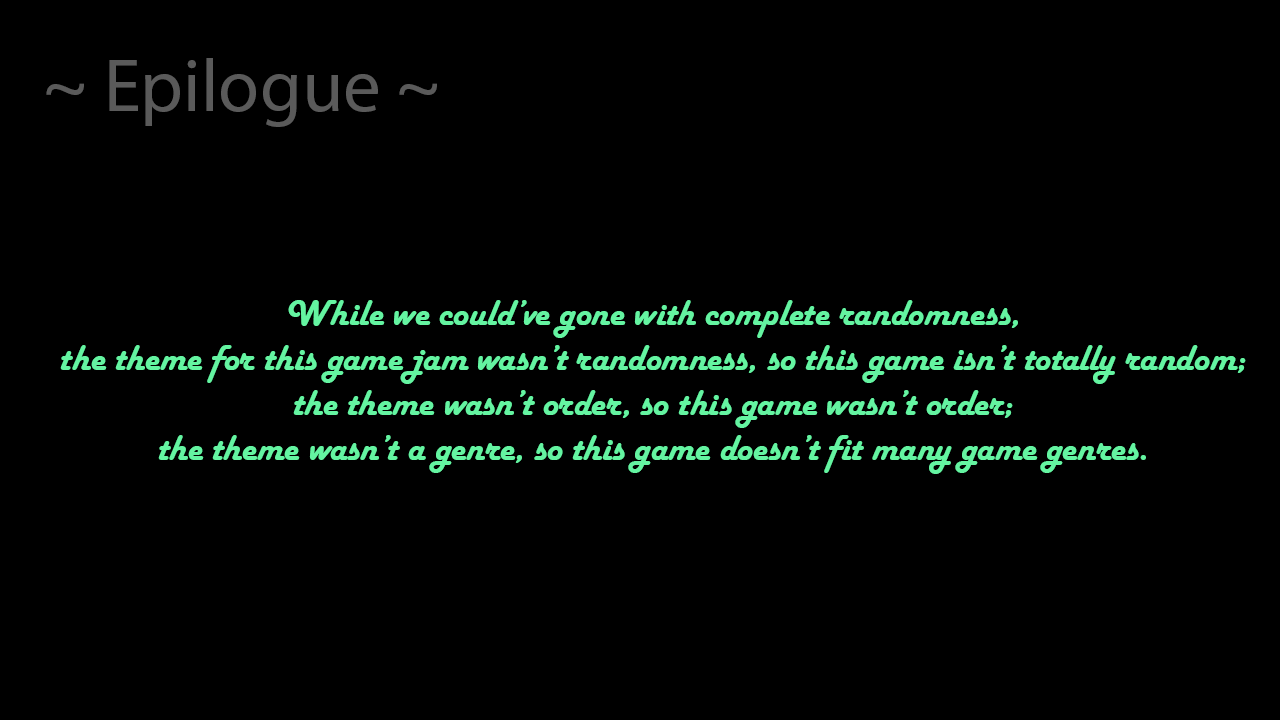 ~ Epilogue ~
While we could've gone with complete randomness,
the theme for this game jam wasn't randomness, so this game isn't totally random;
the theme wasn't order, so this game wasn't order;
the theme wasn't a genre, so this game doesn't fit many game genres.